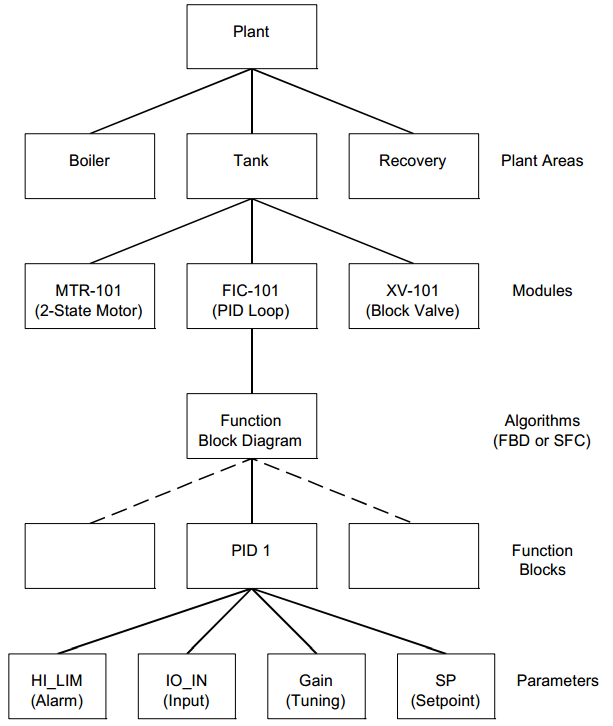 Plant
Boiler
Tank
Recovery
Plant Areas
MTR-101
(2-State Motor)
FIC-101
(PID Loop)
XV-101
(Block Valve)
Modules
Function
Block Diagram
Algorithms
(FBD or SFC)
PID 1
Function
Blocks
HI_LIM
(Alarm)
IO_IN
(Input)
Gain
(Tuning)
SP
(Setpoint)
Parameters